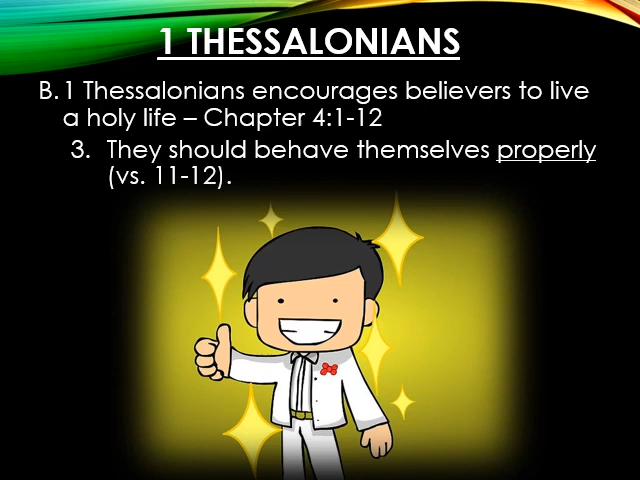 1 THESSALONIANS
B. 1 Thessalonians encourages believers to live
a holy life – Chapter 4:1-12
3. They should behave themselves properly
(vs. 11-12).